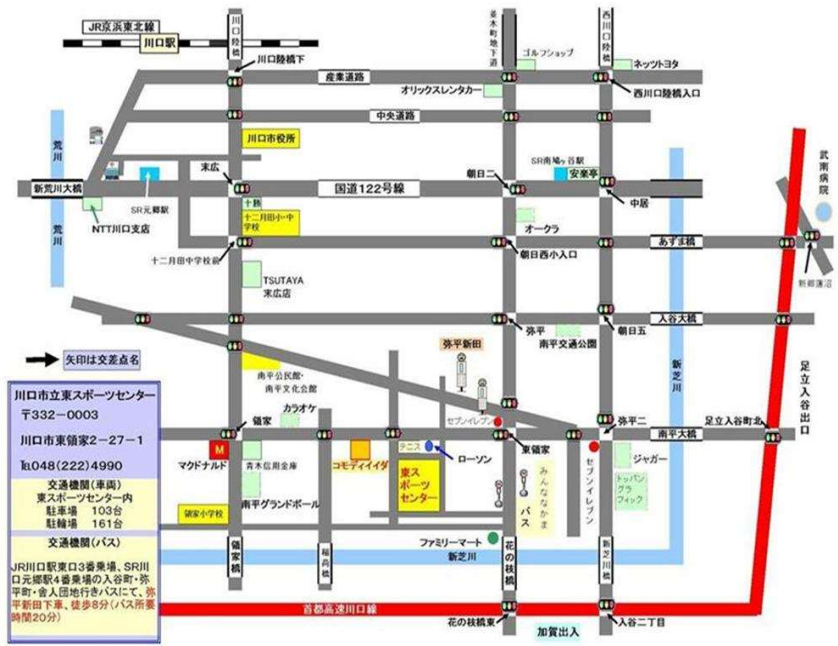 JR京浜東北線
川口駅
川口陸橋
川口陸橋下
並木町地下道
ゴルフショップ
西川口陸橋
ネッツトヨタ
産業道路
オリックスレンタカー
西川口陸橋入口
中央道路
川口市役所
荒川
末広
SR南鳩ヶ谷駅
安楽亭
朝日二
武南病院
新荒川大橋
SR元郷駅
国道122号線
中居
NTT川口支店
十勝
十二月田小・中学校
オークラ
荒川
十二月田中学校前
朝日西小入口
あずま橋
新郷蓮沼
TSUTAYA
末広店
弥平
南平交通公園
朝日五
入谷大橋
矢印は交差点名
弥平新田
新芝川
足立入谷出口
南平公民館・
南平文化会館
川口市立東スポーツセンター
〒332-0003
川口市東領家2-27-1
℡048(222)4990
交通機関(車両)
東スポーツセンター内
駐車場 103台
駐輪場 161台
交通機関(バス)
JR川口駅東口3番乗場、SR川
口元郷駅4番乗場の入谷町・弥
平町・舎人団地行きバスにて、弥
平新田下車、徒歩8分(バス所要
時間20分)
領家
カラオケ
セブンイレブン
弥平二
足立入谷町北
M
マクドナルド
青木信用金庫
コモディイイダ
テニス
ローソン
東領家
南平大橋
東ス
ポーツ
センター
みんななかま
バス
セブンイレブン
ジャガー
トッパン
グラ
フィック
南平グランドボール
領家小学校
ファミリーマート
新芝川
領家橋
稲荷橋
花の枝橋
新芝川橋
首都高速川口線
花の枝橋東
加賀出入
入谷二丁目